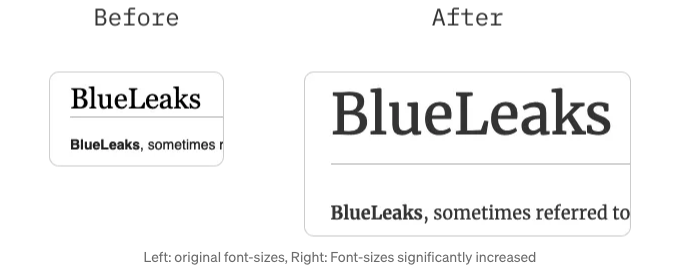 Before
After
BlueLeaks
BlueLeaks, sometimes
BlueLeaks
BlueLeaks, sometimes referred to
Left: original font-sizes, Right: Font-sizes significantly increased